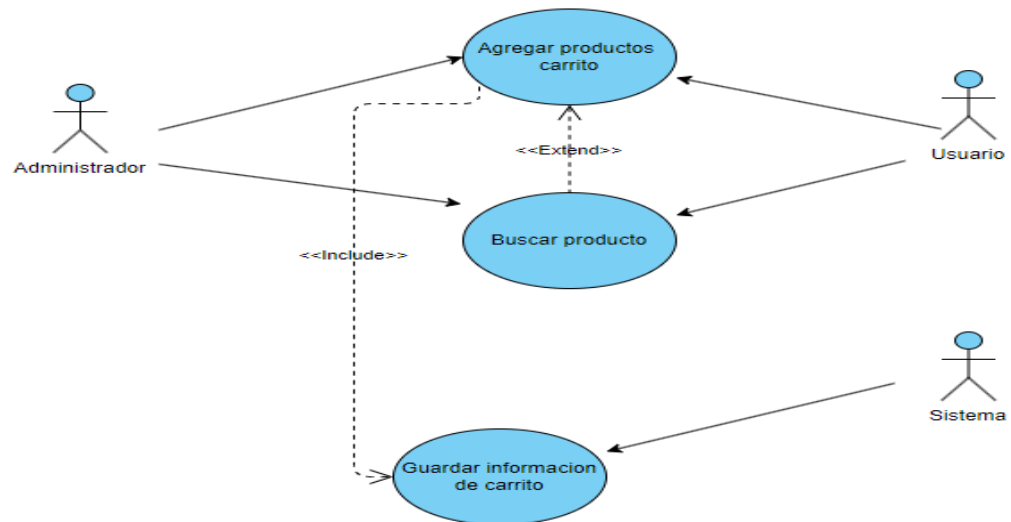 Agregar productos
carrito
Administrador
<<Extend>>
Usuario
Buscar producto
<<Include>>
Sistema
Guardar informacion
de carrito